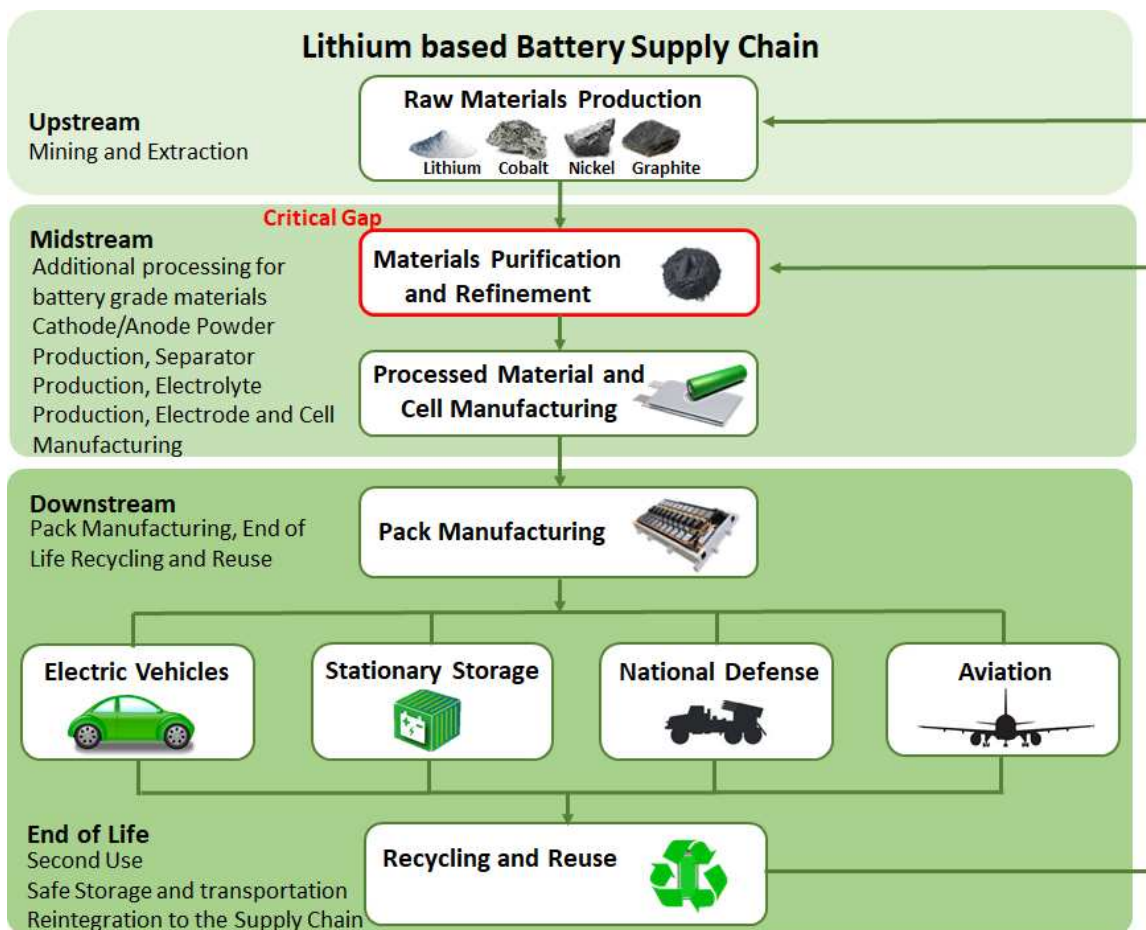 Lithium based Battery Supply Chain
Raw Materials Production
Lithium Cobalt Nickel Graphite
Upstream
Mining and Extraction
Critical Gap
Midstream
Additional processing for
battery grade materials
Cathode/Anode Powder
Production, Separator
Production, Electrolyte
Production, Electrode and Cell
Manufacturing
Materials Purification
and Refinement
Processed Material and
Cell Manufacturing
Downstream
Pack Manufacturing, End of
Life Recycling and Reuse
Pack Manufacturing
Electric Vehicles
Stationary Storage
National Defense
Aviation
End of Life
Second Use
Safe Storage and transportation
Reintegration to the Supply Chain
Recycling and Reuse